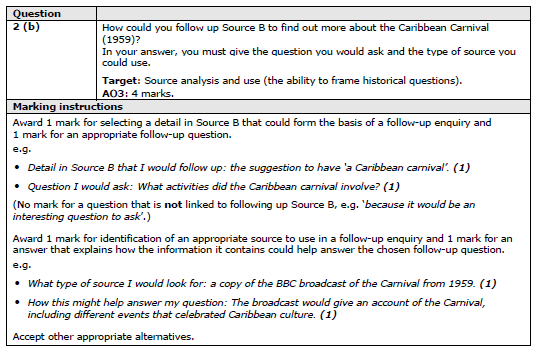 Question
2 (b)
How could you follow up Source B to find out more about the Caribbean Carnival
(1959)?
In your answer, you must give the question you would ask and the type of source you
could use.
Target: Source analysis and use (the ability to frame historical questions).
AO3: 4 marks.
Marking instructions
Award 1 mark for selecting a detail in Source B that could form the basis of a follow-up enquiry and
1 mark for an appropriate follow-up question.
e.g.
• Detail in Source B that I would follow up: the suggestion to have 'a Caribbean carnival'. (1)
• Question I would ask: What activities did the Caribbean carnival involve? (1)
(No mark for a question that is not linked to following up Source B, e.g. 'because it would be an
interesting question to ask'.)
Award 1 mark for identification of an appropriate source to use in a follow-up enquiry and 1 mark for an
answer that explains how the information it contains could help answer the chosen follow-up question.
e.g.
• What type of source I would look for: a copy of the BBC broadcast of the Carnival from 1959. (1)
• How this might help answer my question: The broadcast would give an account of the Carnival,
including different events that celebrated Caribbean culture. (1)
Accept other appropriate alternatives.